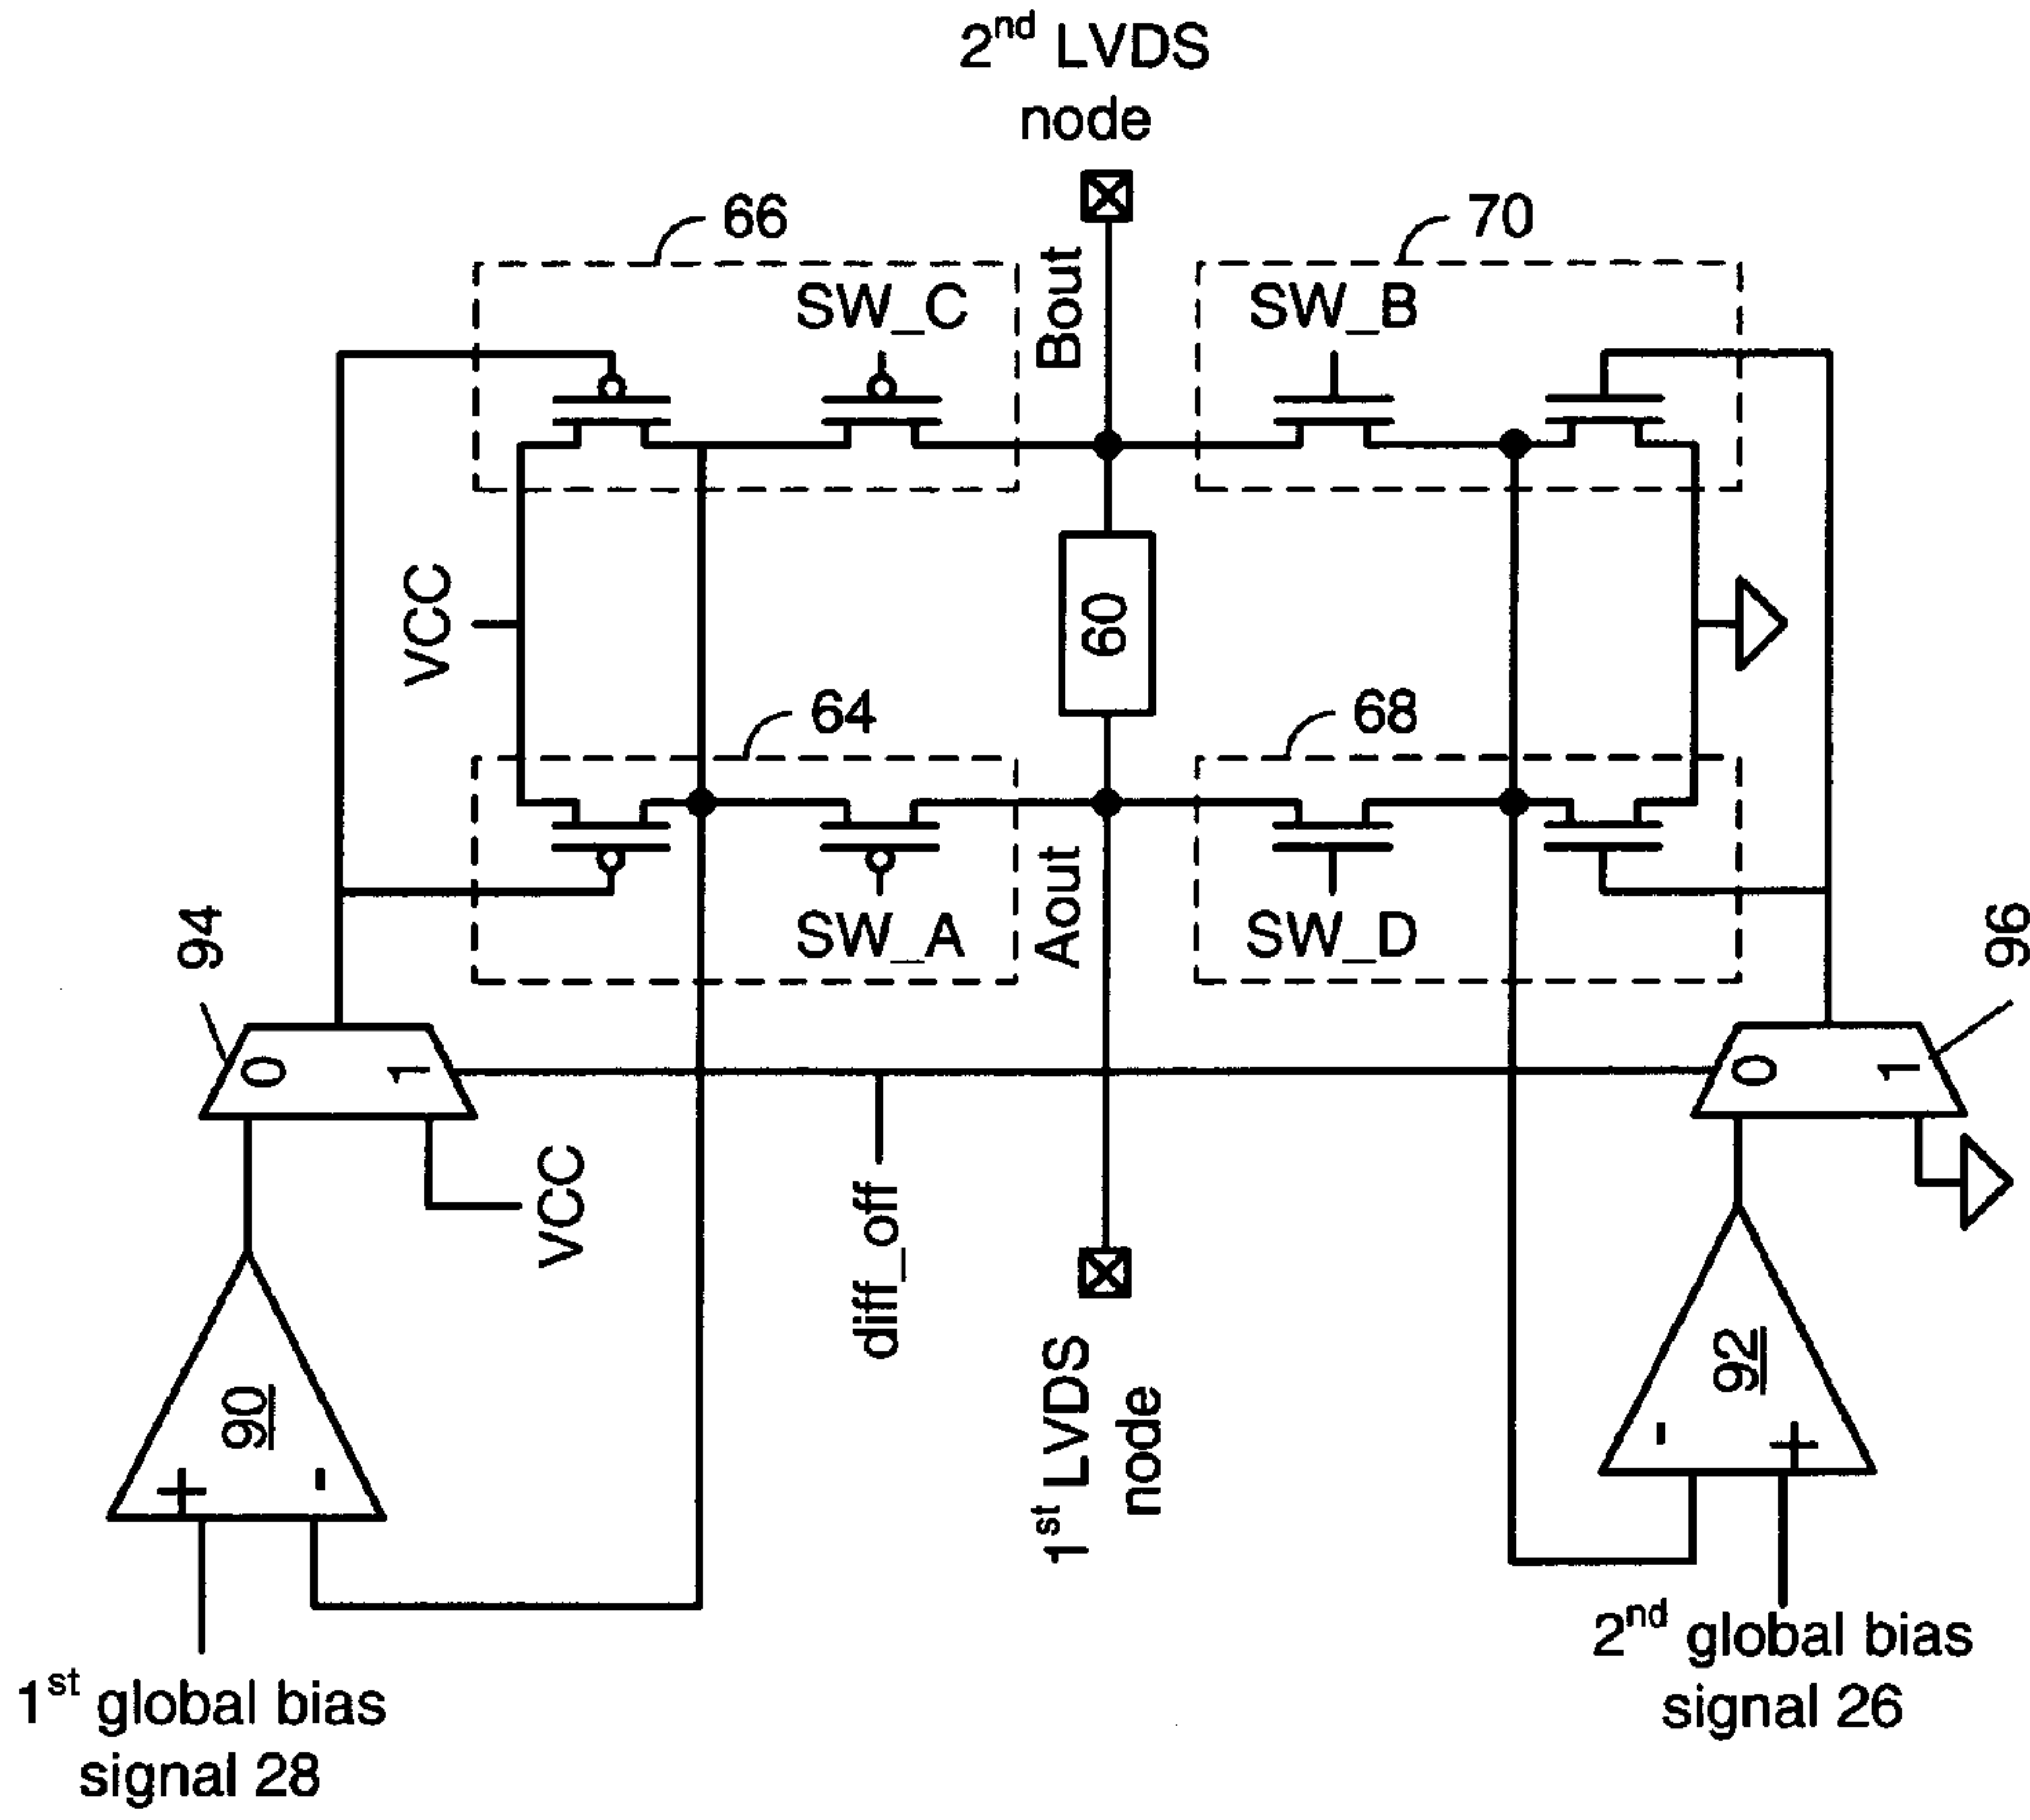 2nd LVDS
node
66
70
SW_C
Bout
SW_B
VCC
60
64
68
94
SW_A
Aout
SW_D
96
0
1
0
1
VCC
diff_off
90
+
-
1st LVDS
node
92
-
+
1st global bias
signal 28
2nd global bias
signal 26